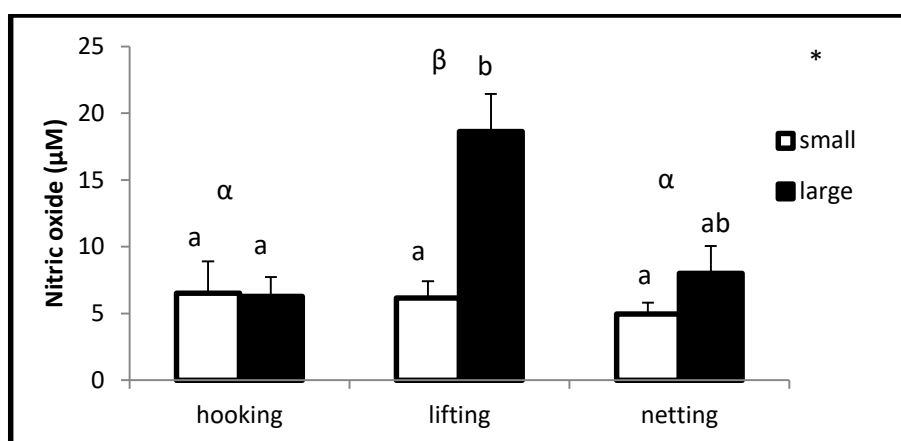 Nitric oxide (µM)
25
20
15
10
5
0
α
a
a
β
b
a
α
ab
a
*
small
large
hooking
lifting
netting